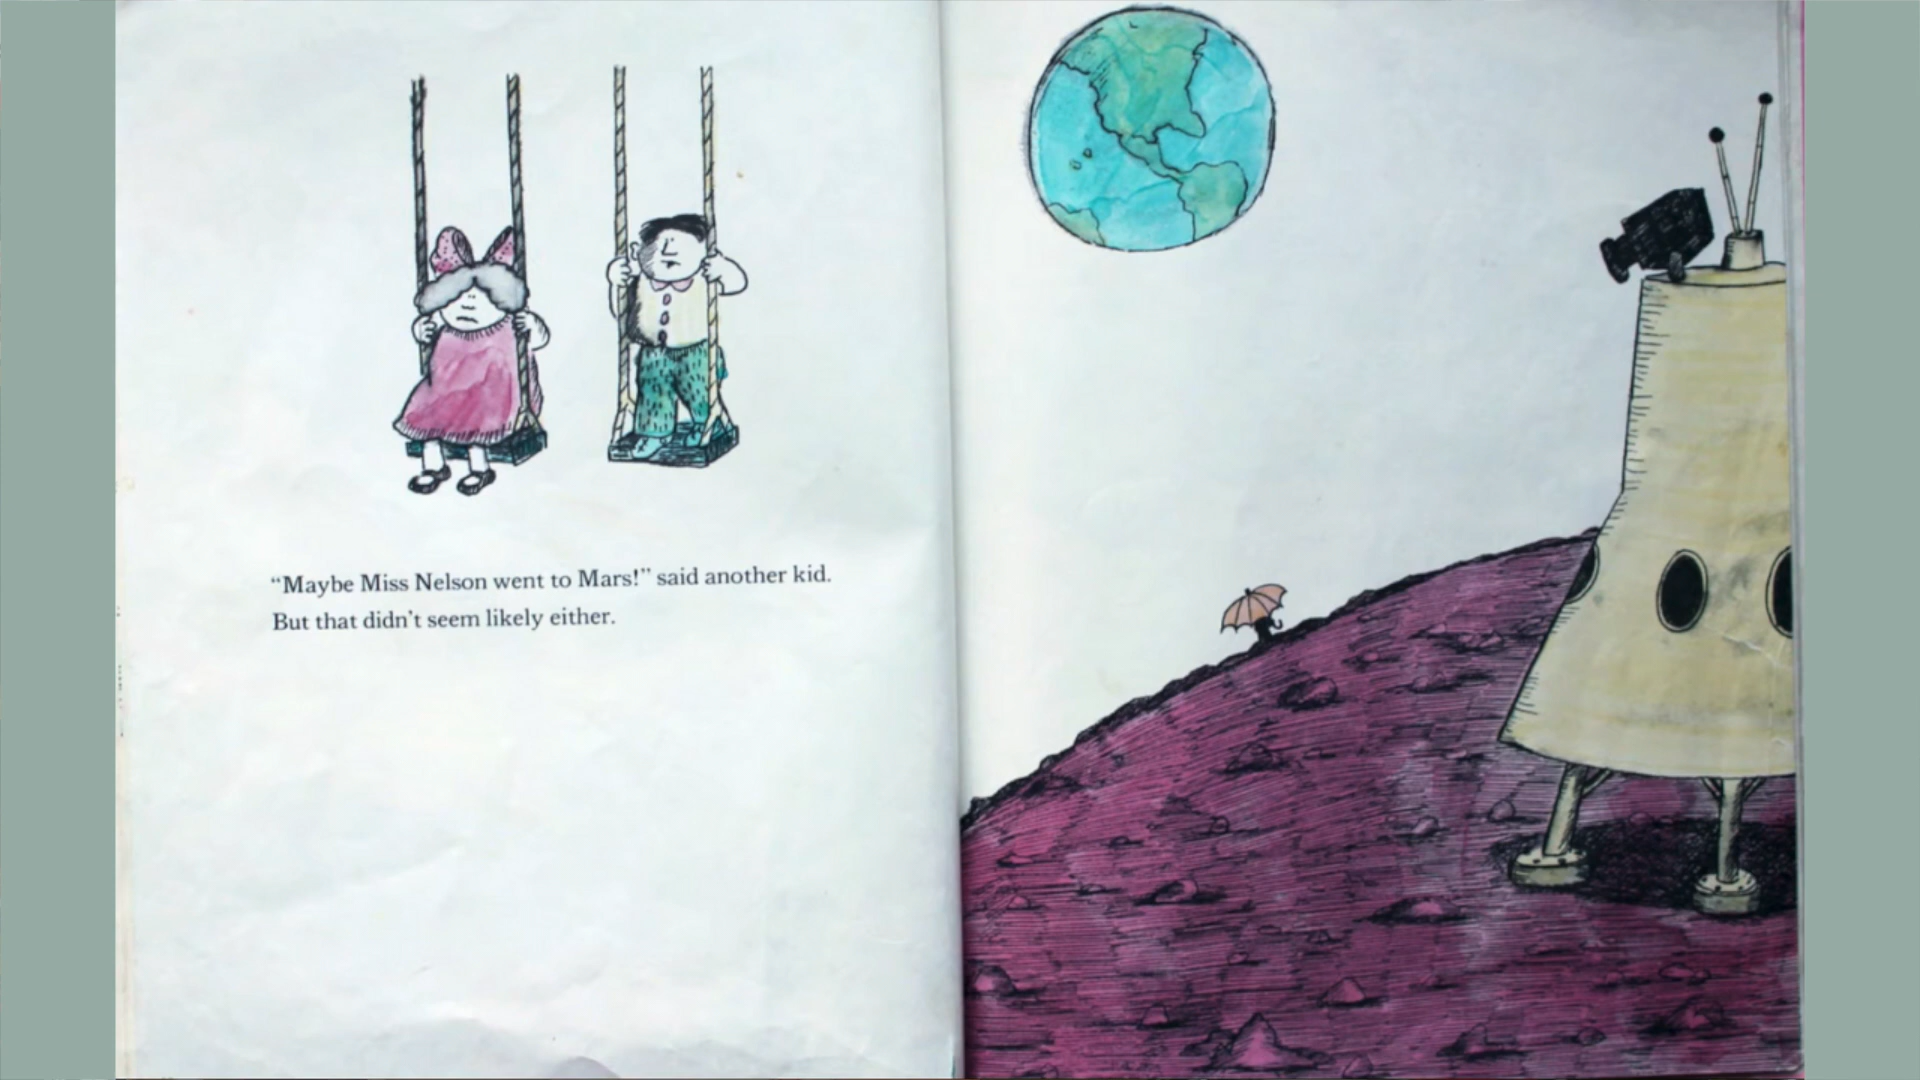 “Maybe Miss Nelson went to Mars!” said another kid.
But that didn’t seem likely either.